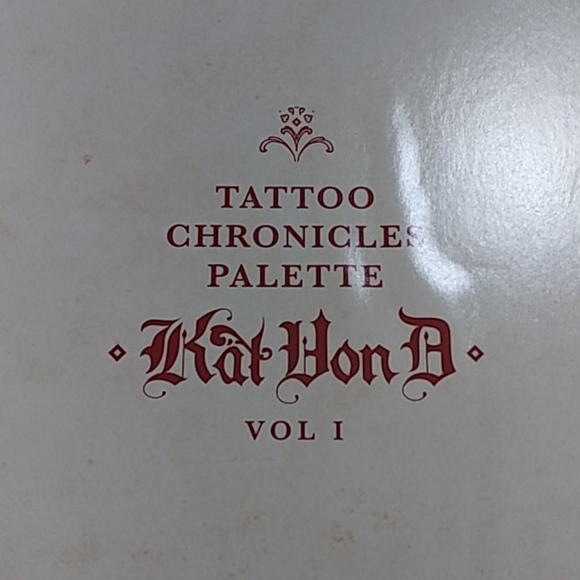 TATTOO
CHRONICLES
PALETTE
Kat Von D
VOL I